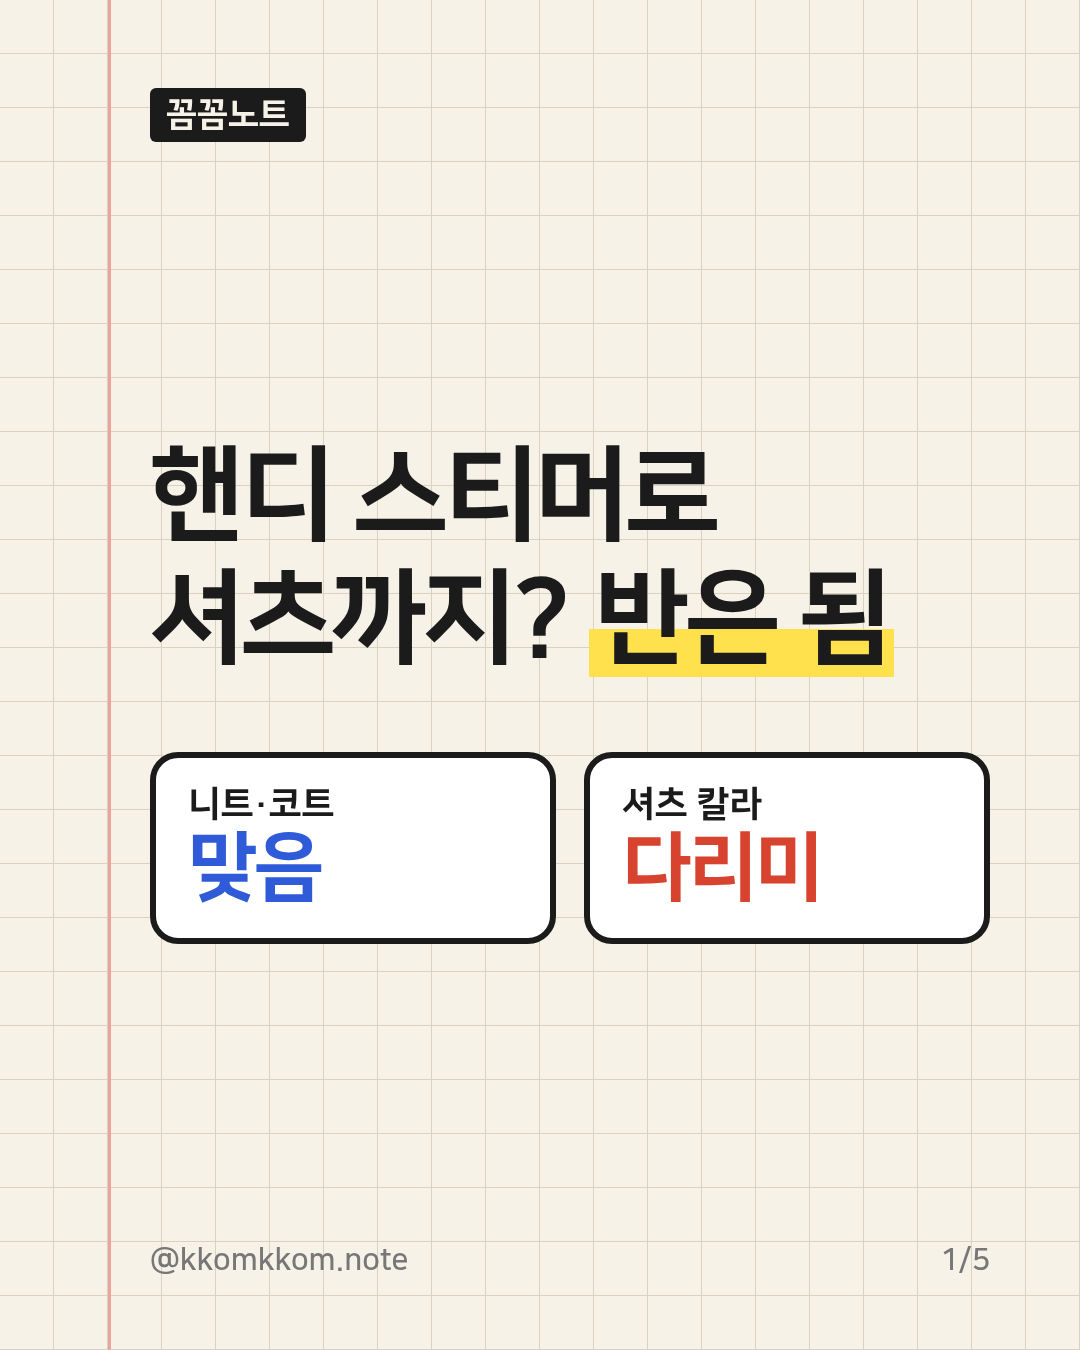 꼼꼼노트
핸디 스티머로
셔츠까지? 반은 됨
니트·코트
맞음
셔츠 칼라
다리미
@kkomkkom.note
1/5